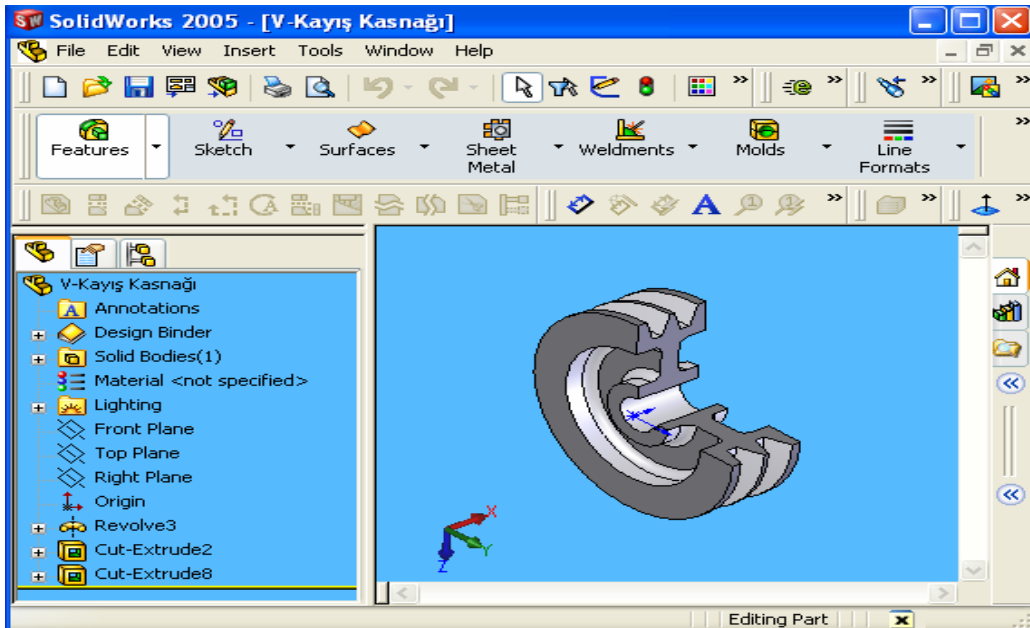 SolidWorks 2005 - [V-Kayış Kasnağı]
File Edit View Insert Tools Window Help
Features Sketch Surfaces Sheet Metal Weldments Molds Line Formats
V-Kayış Kasnağı
Annotations
Design Binder
Solid Bodies(1)
Material <not specified>
Lighting
Front Plane
Top Plane
Right Plane
Origin
Revolve3
Cut-Extrude2
Cut-Extrude8
X
Y
Z
Editing Part